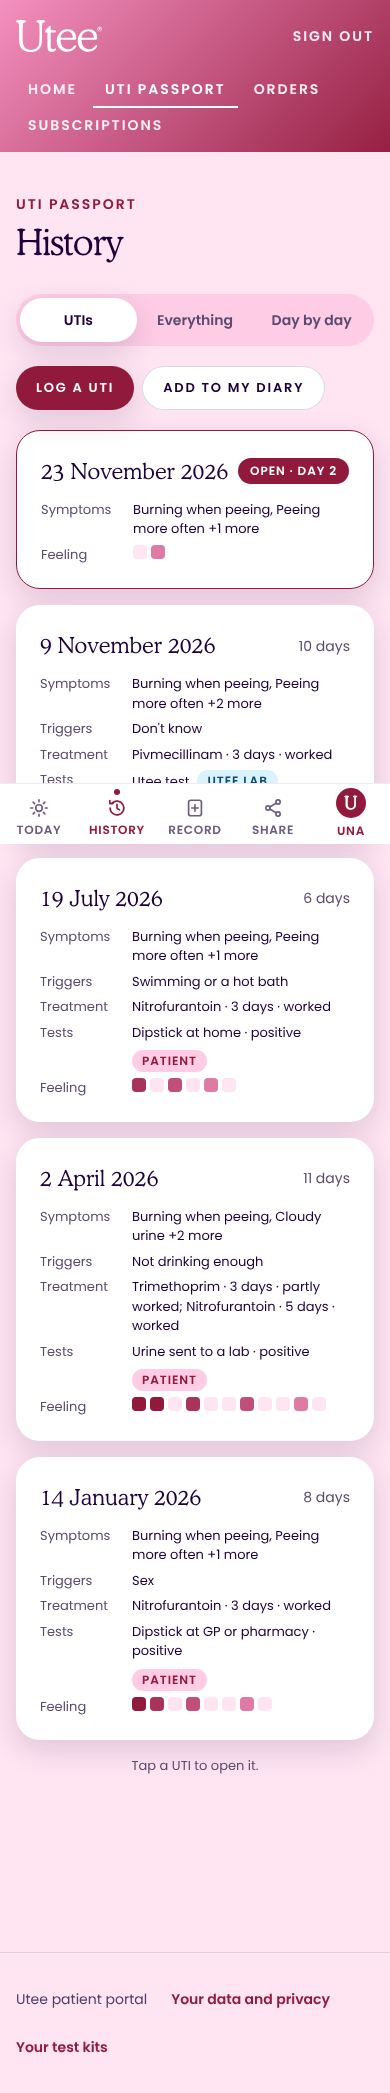 Utee®
SIGN OUT
HOME UTI PASSPORT ORDERS
SUBSCRIPTIONS
UTI PASSPORT
History
UTIs Everything Day by day
LOG A UTI ADD TO MY DIARY
23 November 2026 OPEN · DAY 2
Symptoms Burning when peeing, Peeing
more often +1 more
Feeling
9 November 2026 10 days
Symptoms Burning when peeing, Peeing
more often +2 more
Triggers Don't know
Treatment Pivmecillinam · 3 days · worked
Tests Utee test UTEE LAB
TODAY HISTORY RECORD SHARE UNA
19 July 2026 6 days
Symptoms Burning when peeing, Peeing
more often +1 more
Triggers Swimming or a hot bath
Treatment Nitrofurantoin · 3 days · worked
Tests Dipstick at home · positive
PATIENT
Feeling
2 April 2026 11 days
Symptoms Burning when peeing, Cloudy
urine +2 more
Triggers Not drinking enough
Treatment Trimethoprim · 3 days · partly
worked; Nitrofurantoin · 5 days ·
worked
Tests Urine sent to a lab · positive
PATIENT
Feeling
14 January 2026 8 days
Symptoms Burning when peeing, Peeing
more often +1 more
Triggers Sex
Treatment Nitrofurantoin · 3 days · worked
Tests Dipstick at GP or pharmacy ·
positive
PATIENT
Feeling
Tap a UTI to open it.
Utee patient portal Your data and privacy
Your test kits